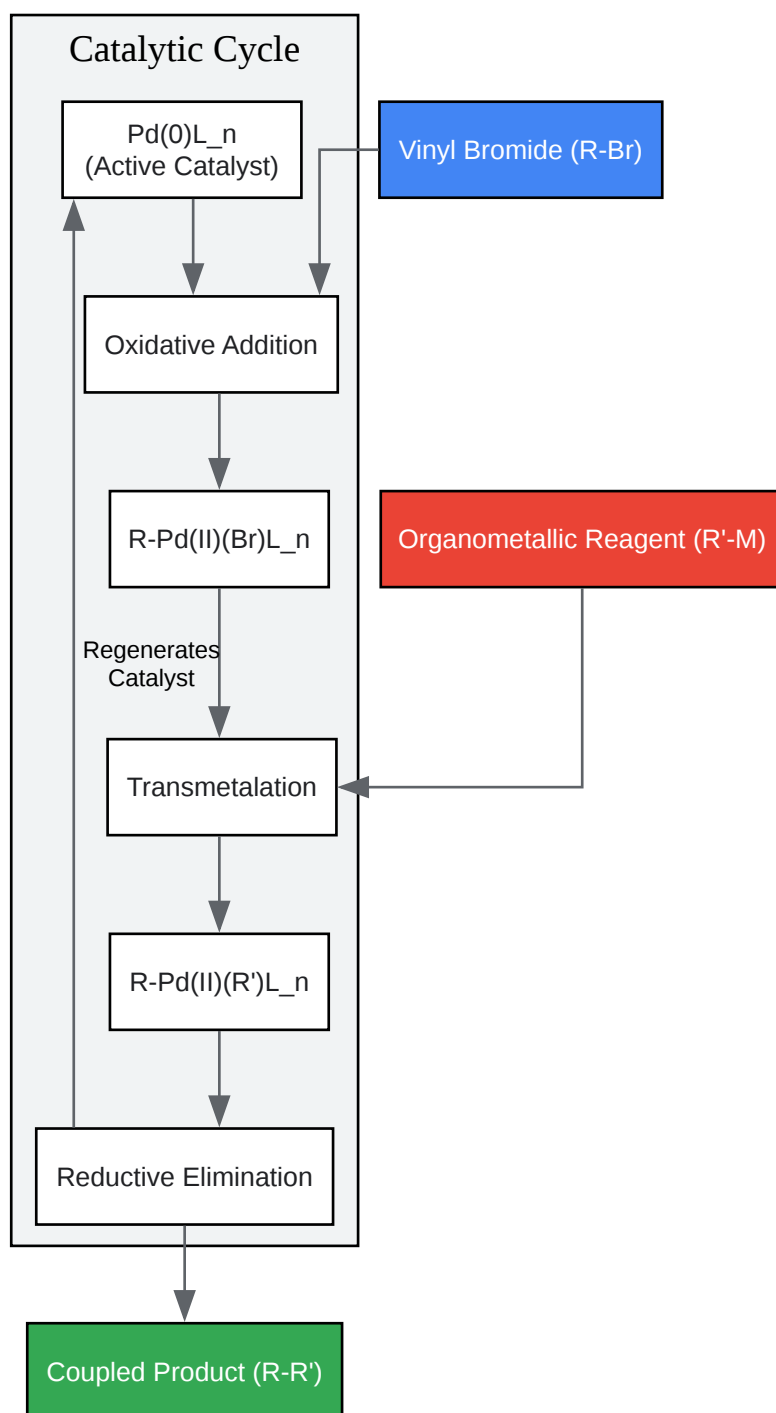 Catalytic Cycle
Pd(0)L_n
(Active Catalyst)
Vinyl Bromide (R-Br)
Oxidative Addition
R-Pd(II)(Br)L_n
Organometallic Reagent (R'-M)
Regenerates
Catalyst
Transmetalation
R-Pd(II)(R')L_n
Reductive Elimination
Coupled Product (R-R')